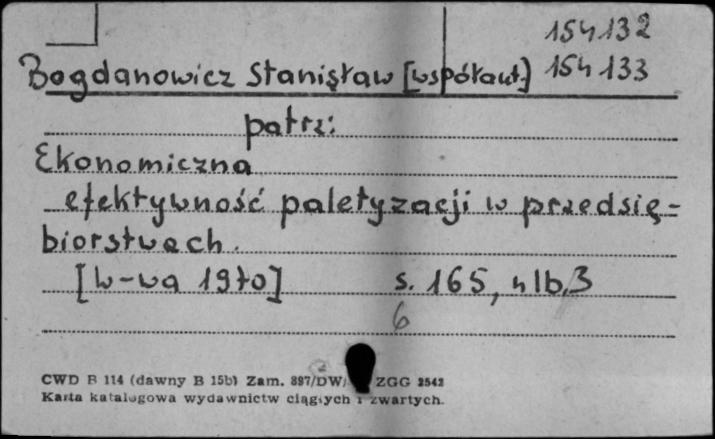 154132
Bogdanowicz Stanisław [współaut.] 154133
patrz:
Ekonomiczna
efektywność paletyzacji w przedsię-
biorstwach.
[W-wa 1970] s. 165, nlb. 3
6
CWD B 114 (dawny B 15b) Zam. 897/DW/ ZGG 2542
Karta katalogowa wydawnictw ciągłych i zwartych.